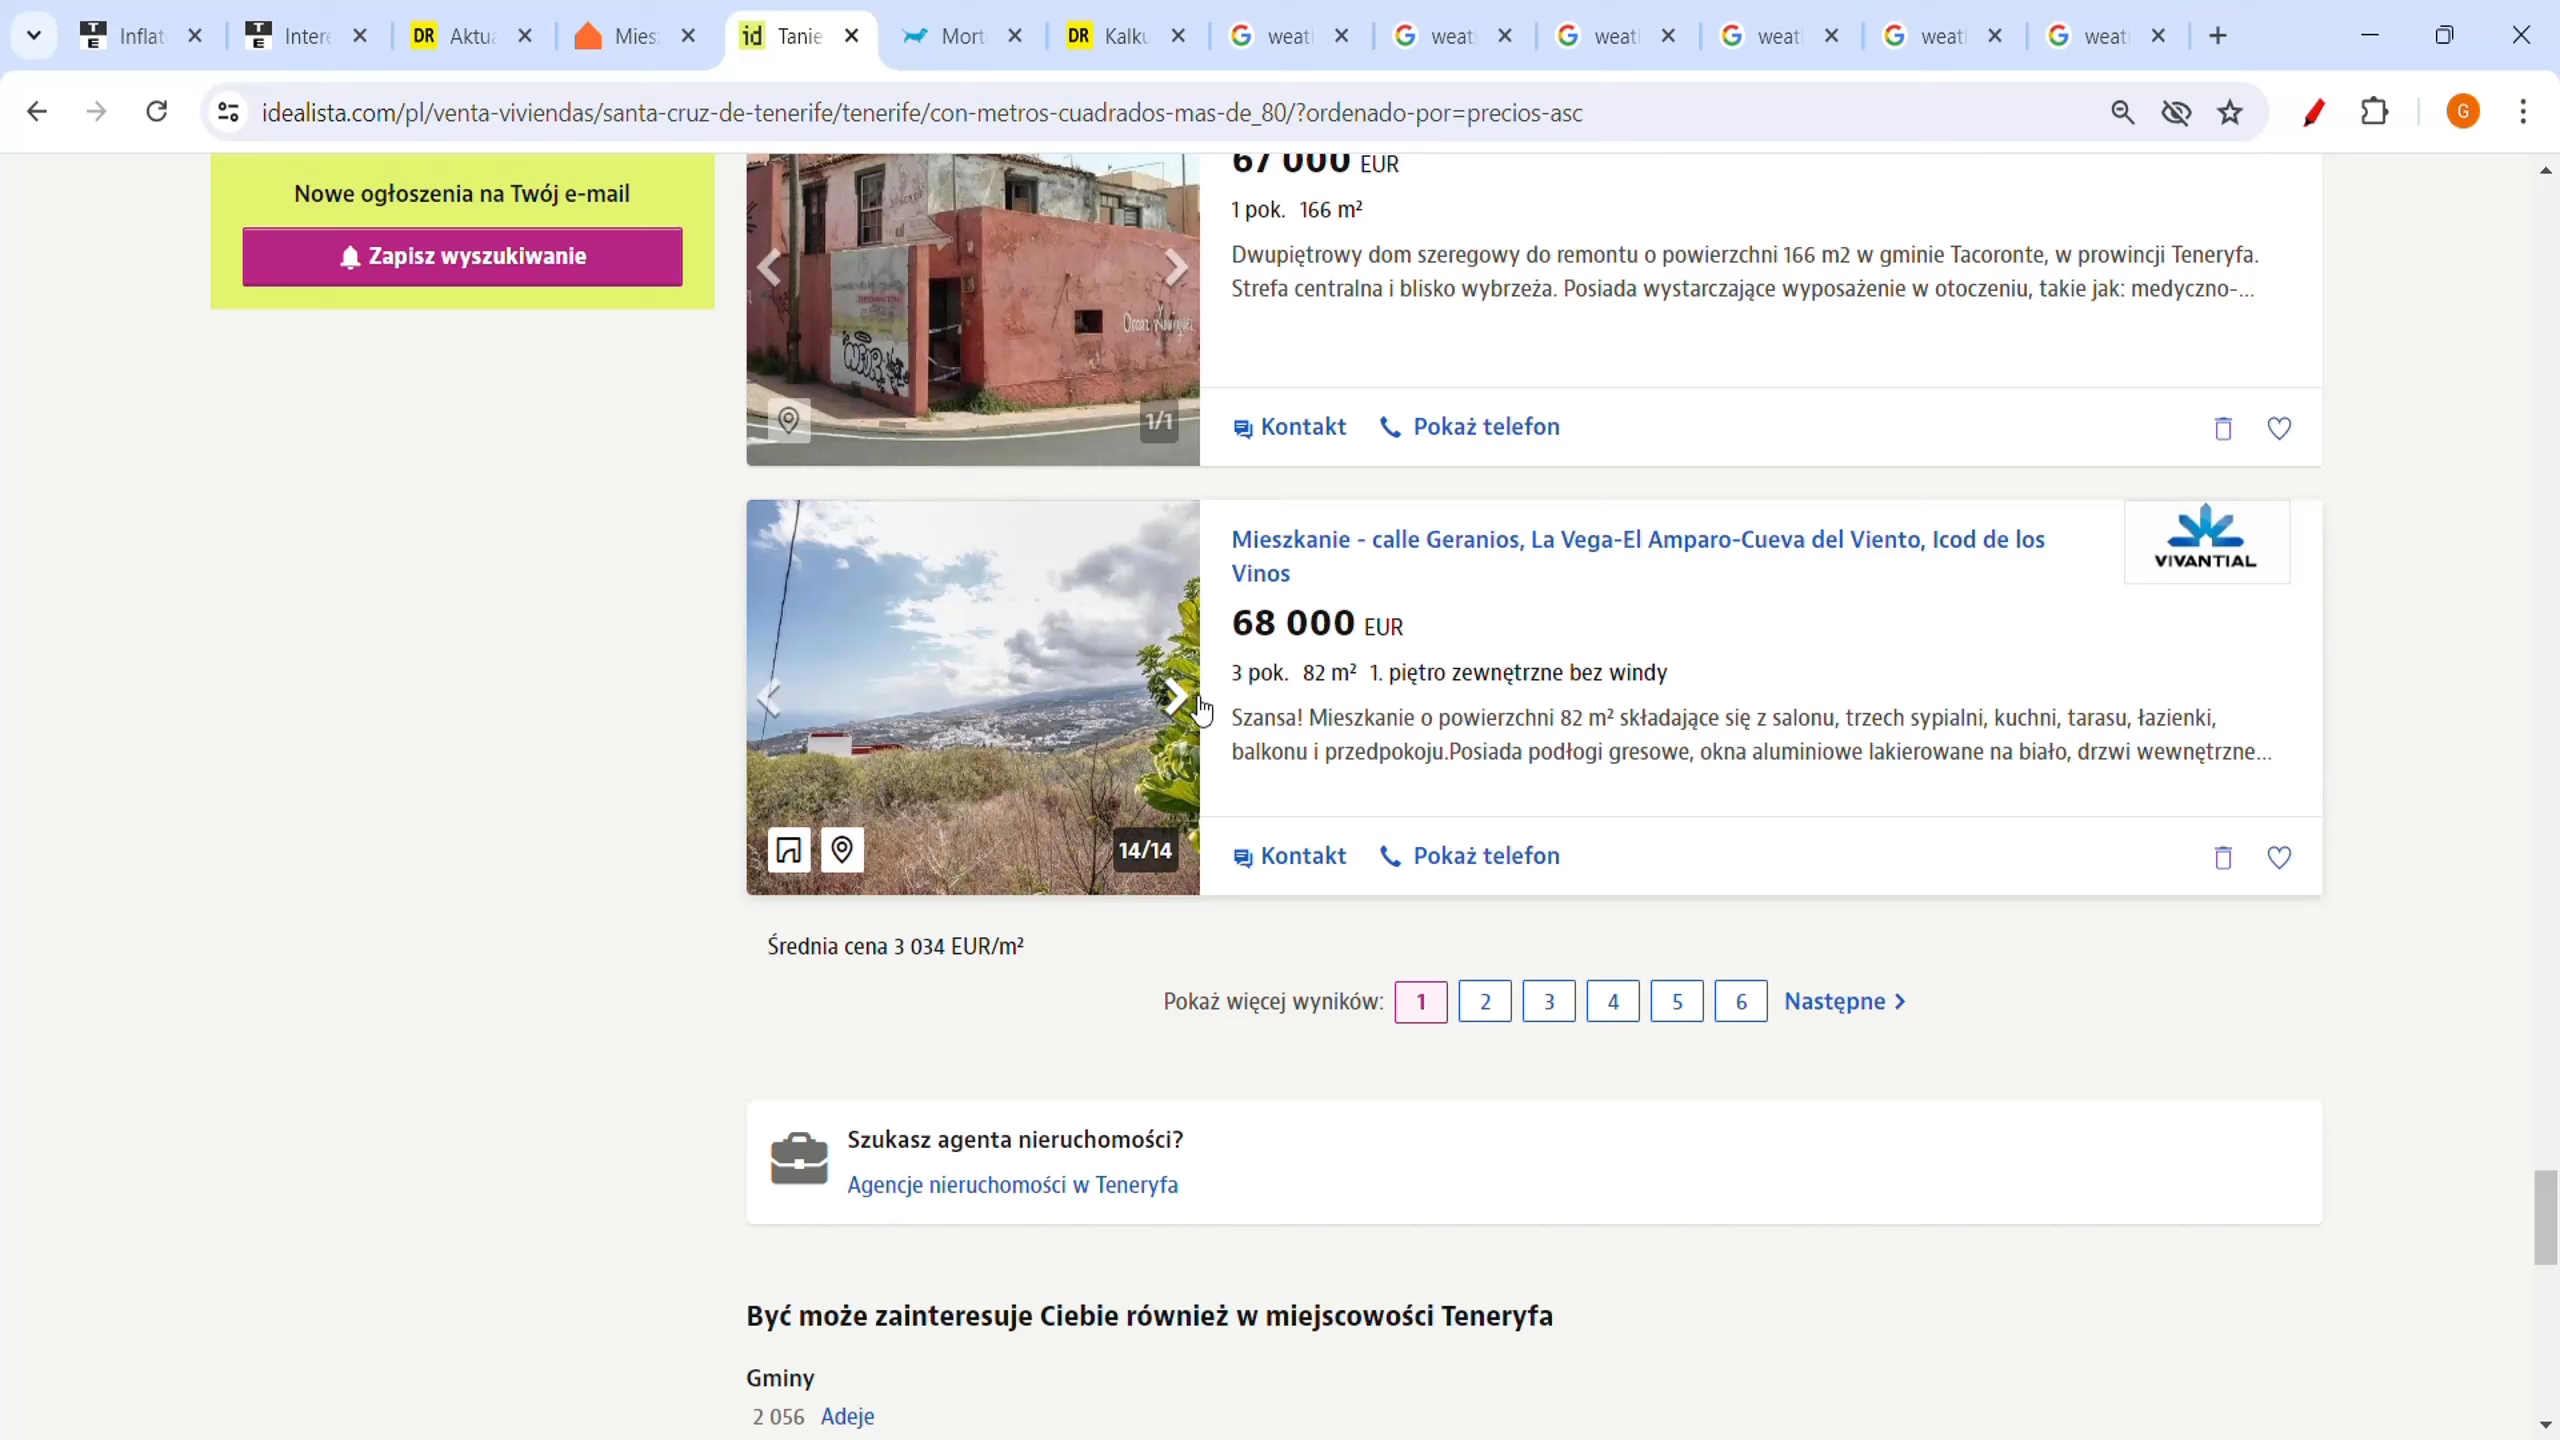 Inflat
Intere
DR Aktua
Miesz
id Tanie
Mort
DR Kalku
weat
weat
weat
weat
weat
weat
idealista.com/pl/venta-viviendas/santa-cruz-de-tenerife/tenerife/con-metros-cuadrados-mas-de_80/?ordenado-por=precios-asc
G
Nowe ogłoszenia na Twój e-mail
Zapisz wyszukiwanie
67 000 EUR
1 pok. 166 m²
Dwupiętrowy dom szeregowy do remontu o powierzchni 166 m2 w gminie Tacoronte, w prowincji Teneryfa.
Strefa centralna i blisko wybrzeża. Posiada wystarczające wyposażenie w otoczeniu, takie jak: medyczno-...
1/1
Kontakt Pokaż telefon
Mieszkanie - calle Geranios, La Vega-El Amparo-Cueva del Viento, Icod de los
Vinos
VIVANTIAL
68 000 EUR
3 pok. 82 m² 1. piętro zewnętrzne bez windy
Szansa! Mieszkanie o powierzchni 82 m² składające się z salonu, trzech sypialni, kuchni, tarasu, łazienki,
balkonu i przedpokoju.Posiada podłogi gresowe, okna aluminiowe lakierowane na biało, drzwi wewnętrzne...
14/14
Kontakt Pokaż telefon
Średnia cena 3 034 EUR/m²
Pokaż więcej wyników: 1 2 3 4 5 6 Następne
Szukasz agenta nieruchomości?
Agencje nieruchomości w Teneryfa
Być może zainteresuje Ciebie również w miejscowości Teneryfa
Gminy
2 056 Adeje